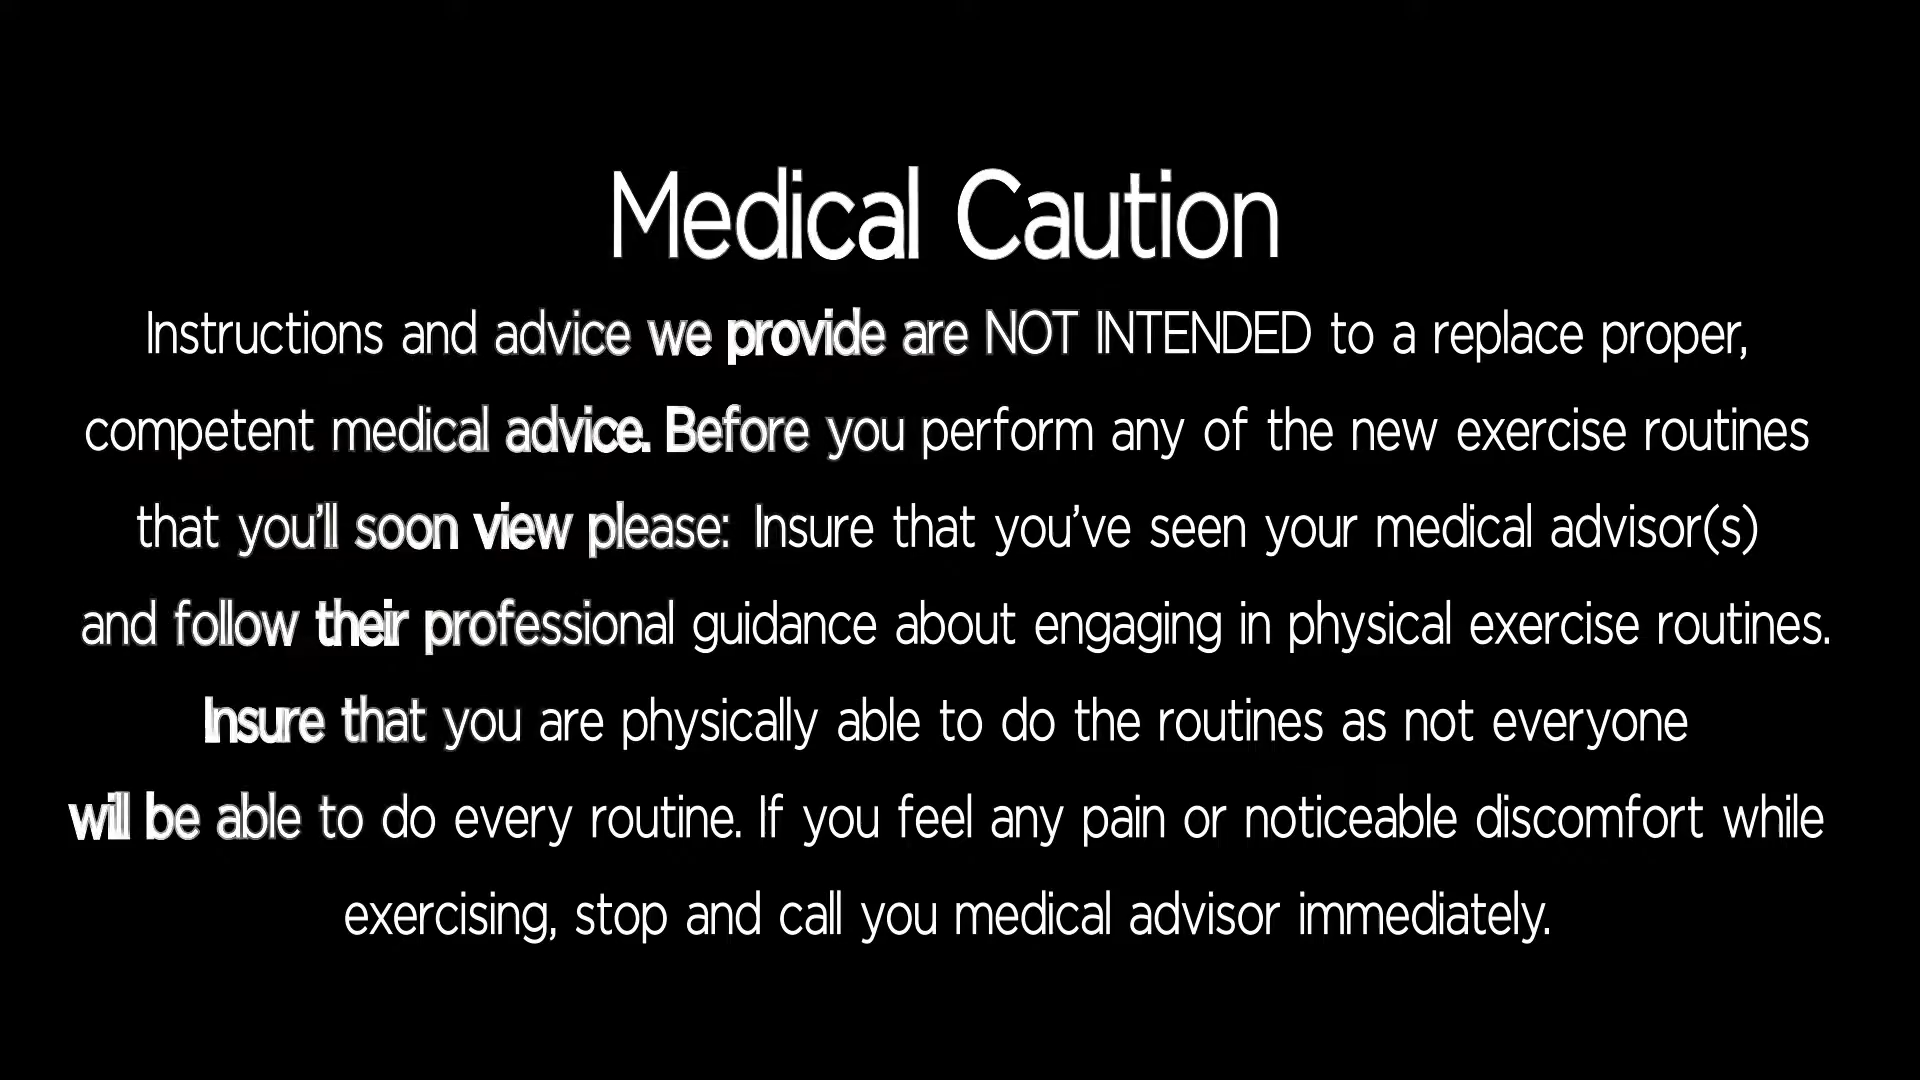 Medical Caution
Instructions and advice we provide are NOT INTENDED to a replace proper,
competent medical advice. Before you perform any of the new exercise routines
that you’ll soon view please: Insure that you’ve seen your medical advisor(s)
and follow their professional guidance about engaging in physical exercise routines.
Insure that you are physically able to do the routines as not everyone
will be able to do every routine. If you feel any pain or noticeable discomfort while
exercising, stop and call you medical advisor immediately.